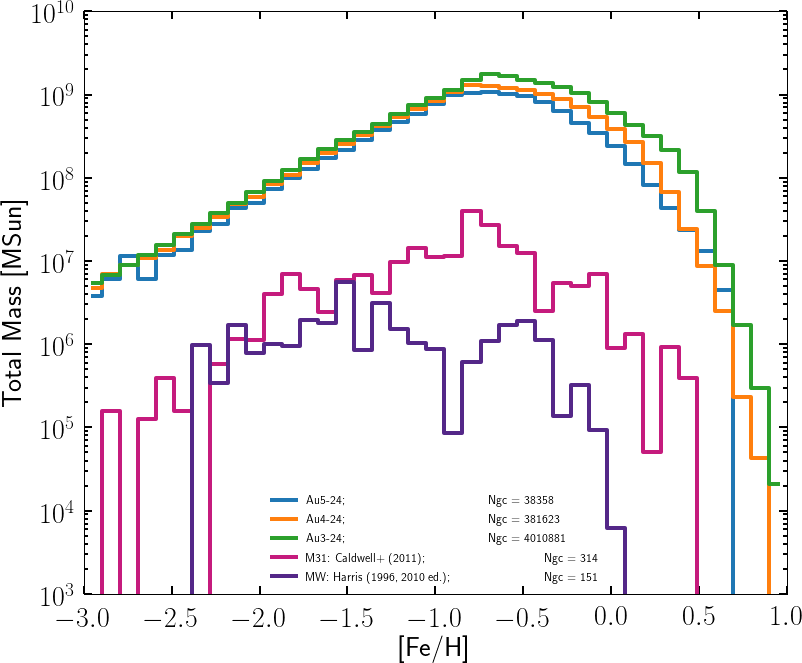 10^10
10^9
10^8
10^7
10^6
10^5
10^4
10^3
Total Mass [MSun]
Au5-24; Ngc = 38358
Au4-24; Ngc = 381623
Au3-24; Ngc = 4010881
M31: Caldwell+ (2011); Ngc = 314
MW: Harris (1996, 2010 ed.); Ngc = 151
−3.0 −2.5 −2.0 −1.5 −1.0 −0.5 0.0 0.5 1.0
[Fe/H]